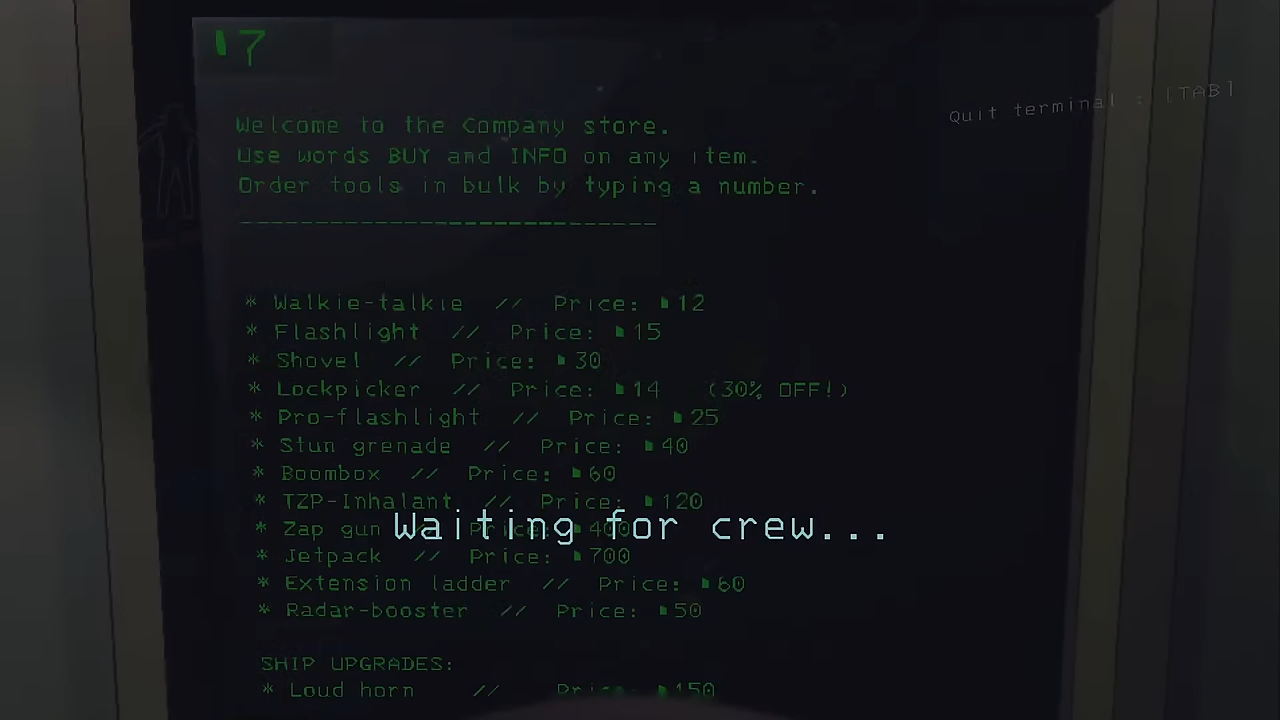 ▮7
Quit terminal : [TAB]
Welcome to the Company store.
Use words BUY and INFO on any item.
Order tools in bulk by typing a number.
----------------------------
* Walkie-talkie // Price: ▮12
* Flashlight // Price: ▮15
* Shovel // Price: ▮30
* Lockpicker // Price: ▮14 (30% OFF!)
* Pro-flashlight // Price: ▮25
* Stun grenade // Price: ▮40
* Boombox // Price: ▮60
* TZP-Inhalant // Price: ▮120
* Zap gun // Price: ▮400
Waiting for crew...
* Jetpack // Price: ▮700
* Extension ladder // Price: ▮60
* Radar-booster // Price: ▮50
SHIP UPGRADES:
* Loud horn // Price: ▮150